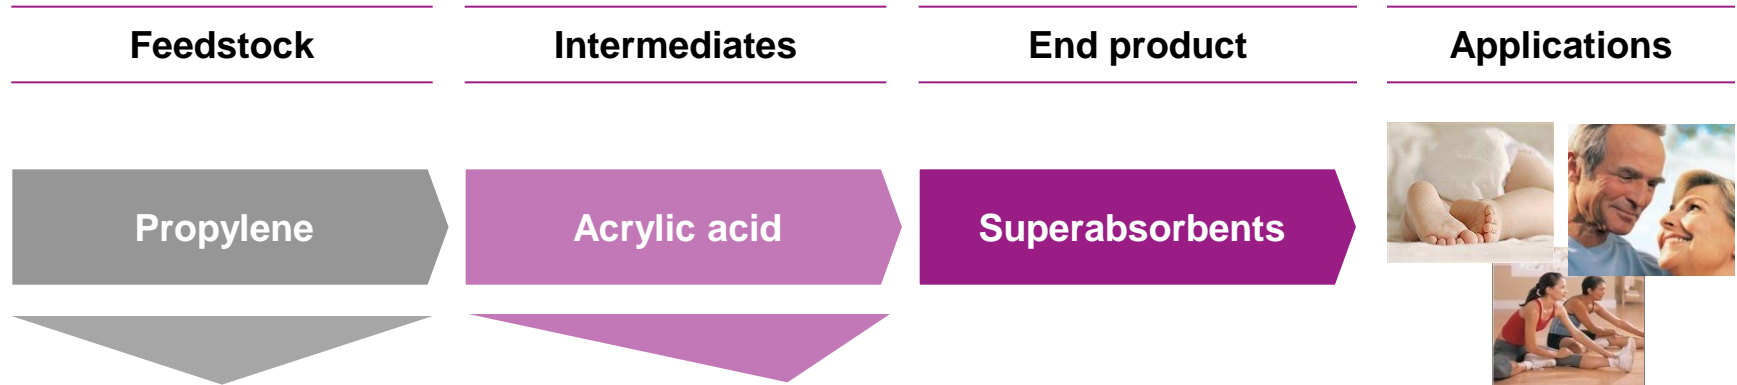 Feedstock
Intermediates
End product
Applications
Propylene
Acrylic acid
Superabsorbents